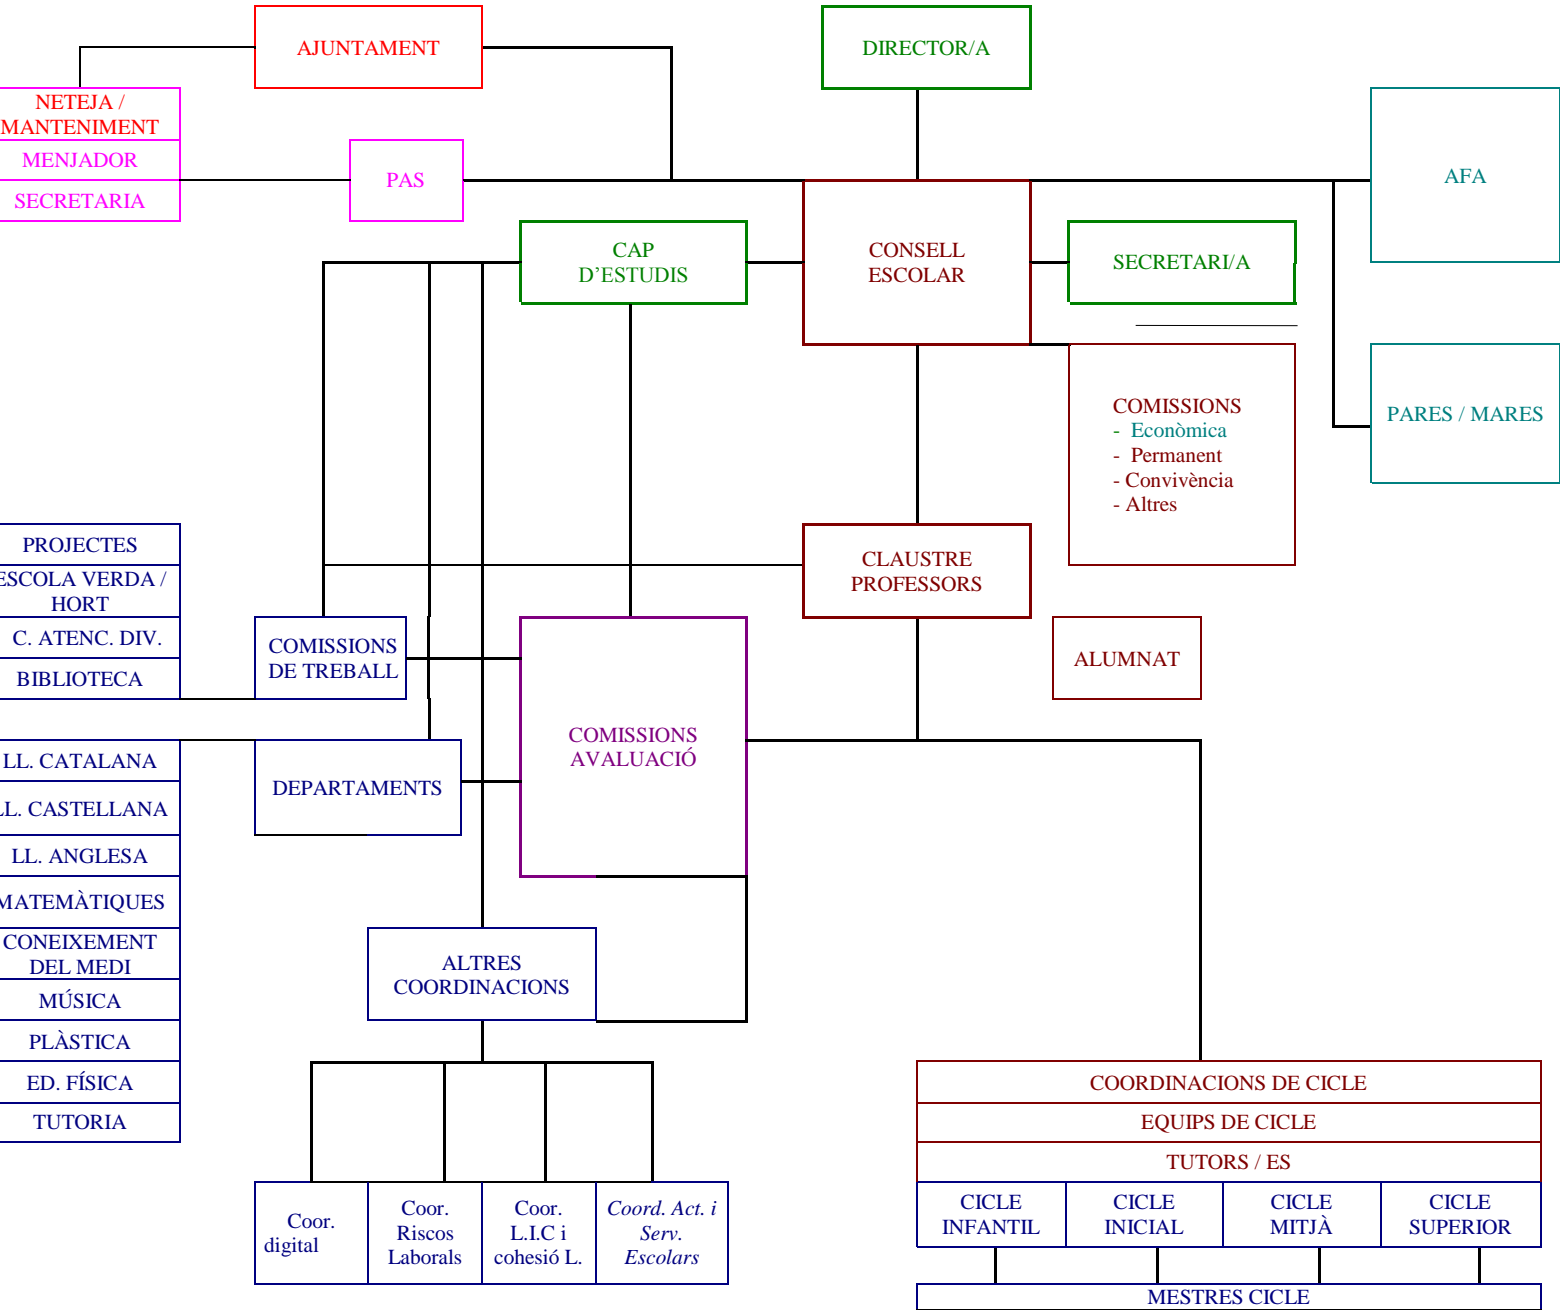 AJUNTAMENT
DIRECTOR/A
NETEJA /
MANTENIMENT
MENJADOR
SECRETARIA
PAS
AFA
CAP
D’ESTUDIS
CONSELL
ESCOLAR
SECRETARI/A
COMISSIONS
- Econòmica
- Permanent
- Convivència
- Altres
PARES / MARES
PROJECTES
ESCOLA VERDA /
HORT
C. ATENC. DIV.
BIBLIOTECA
CLAUSTRE
PROFESSORS
COMISSIONS
DE TREBALL
ALUMNAT
COMISSIONS
AVALUACIÓ
LL. CATALANA
LL. CASTELLANA
LL. ANGLESA
MATEMÀTIQUES
CONEIXEMENT
DEL MEDI
MÚSICA
PLÀSTICA
ED. FÍSICA
TUTORIA
DEPARTAMENTS
ALTRES
COORDINACIONS
Coor.
digital
Coor.
Riscos
Laborals
Coor.
L.I.C i
cohesió L.
Coord. Act. i
Serv.
Escolars
COORDINACIONS DE CICLE
EQUIPS DE CICLE
TUTORS / ES
CICLE
INFANTIL
CICLE
INICIAL
CICLE
MITJÀ
CICLE
SUPERIOR
MESTRES CICLE